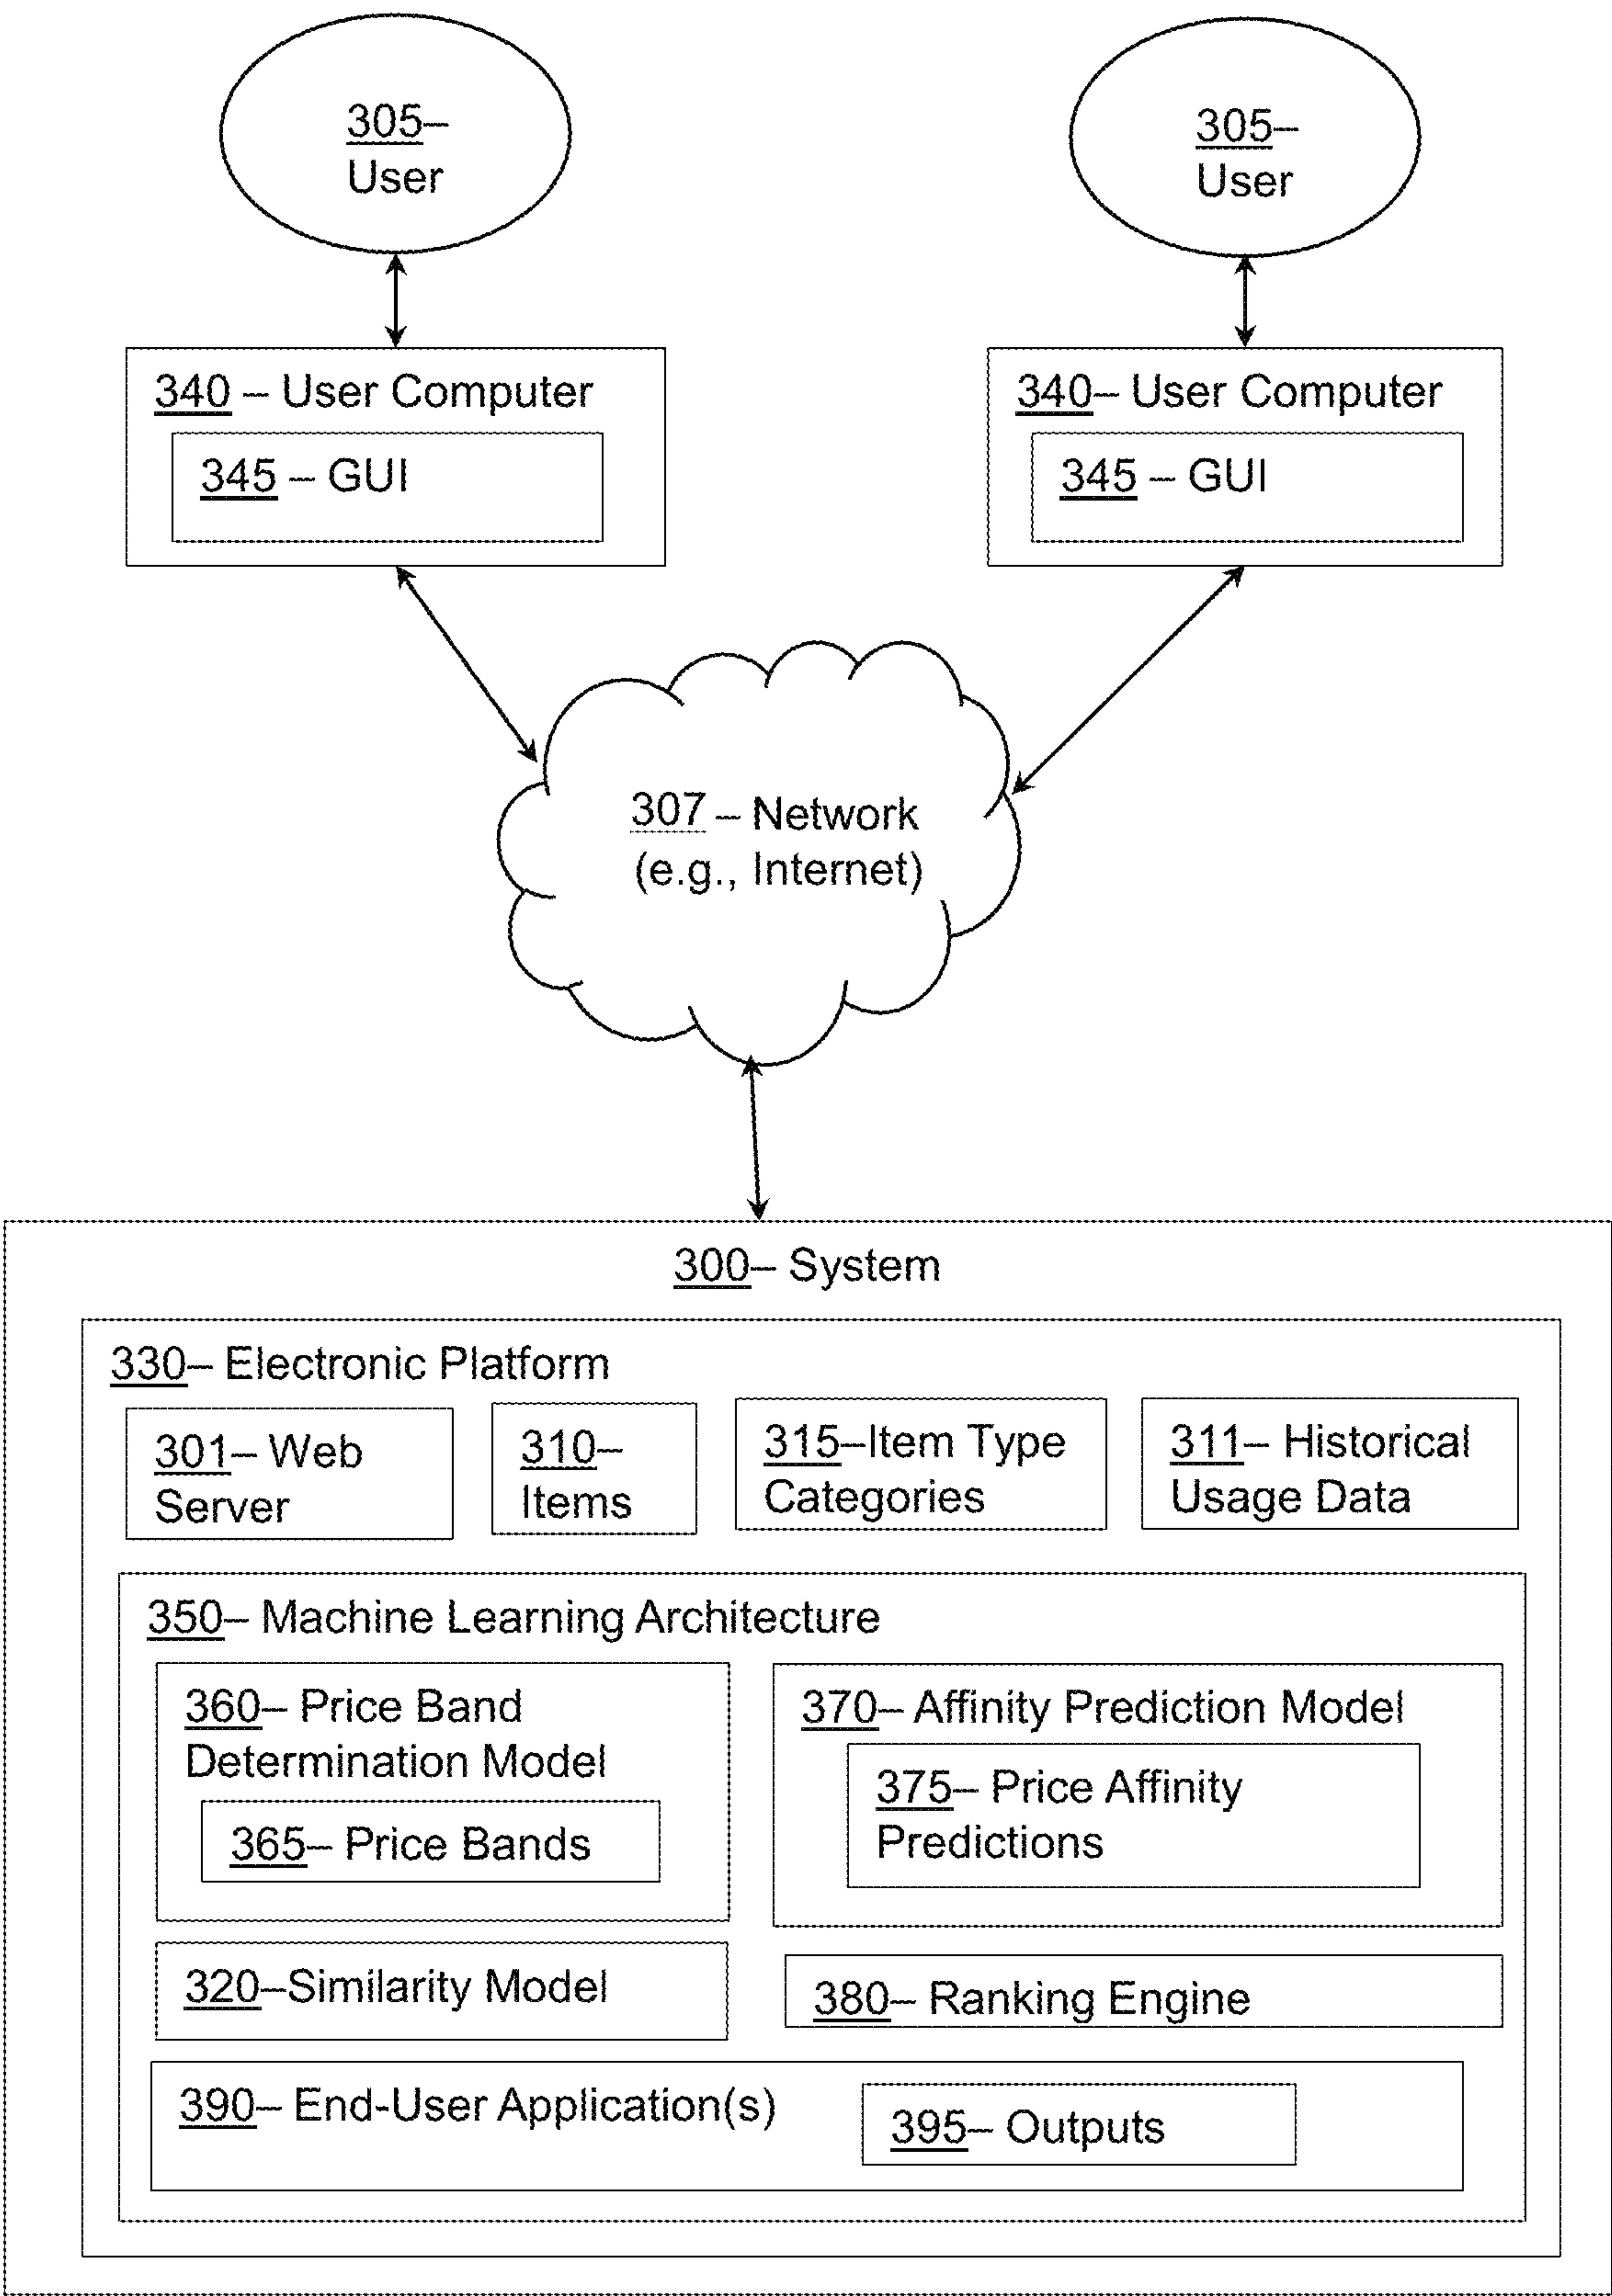 305–
User
305–
User
340 – User Computer
345 – GUI
340– User Computer
345 – GUI
307 – Network
(e.g., Internet)
300– System
330– Electronic Platform
301– Web
Server
310–
Items
315–Item Type
Categories
311– Historical
Usage Data
350– Machine Learning Architecture
360– Price Band
Determination Model
365– Price Bands
370– Affinity Prediction Model
375– Price Affinity
Predictions
320–Similarity Model
380– Ranking Engine
390– End-User Application(s)
395– Outputs